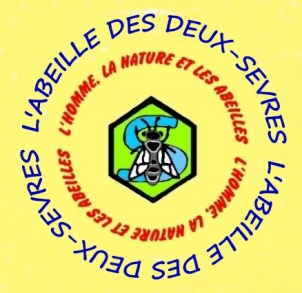 L'ABEILLE DES DEUX-SEVRES
L'ABEILLE DES DEUX-SEVRES
L'HOMME, LA NATURE ET LES ABEILLES
L'HOMME, LA NATURE ET LES ABEILLES